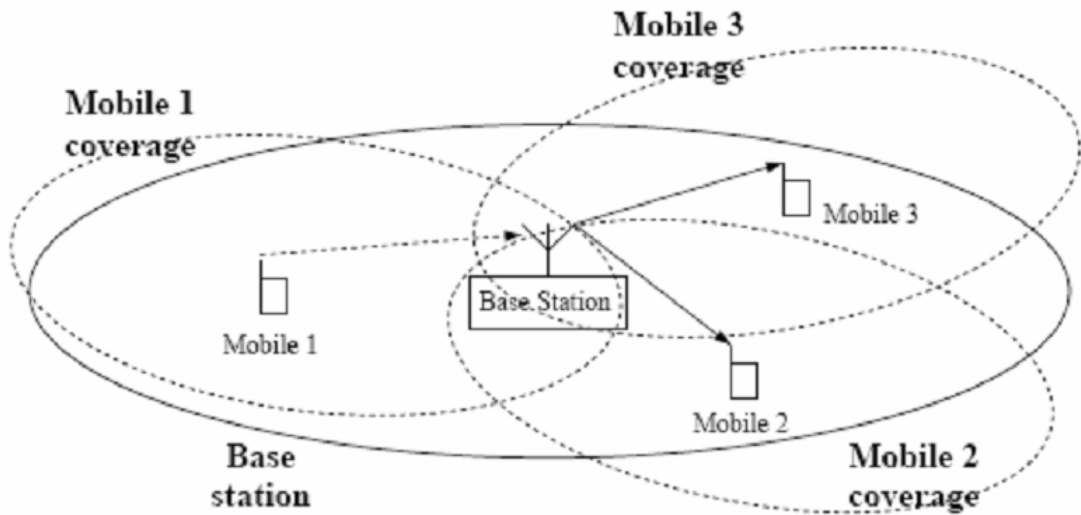 Mobile 3
coverage
Mobile 1
coverage
Mobile 3
Base Station
Mobile 1
Mobile 2
Base
station
Mobile 2
coverage